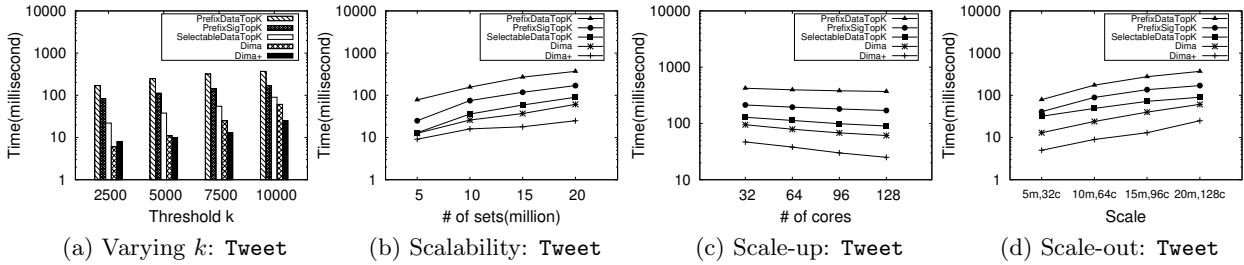 10000
1000
100
10
1
Time(millisecond)
PrefixDataTopK
PrefixSigTopK
SelectableDataTopK
Dima
Dima+
2500 5000 7500 10000
Threshold k
(a) Varying k: Tweet
10000
1000
100
10
1
Time(millisecond)
PrefixDataTopK
PrefixSigTopK
SelectableDataTopK
Dima
Dima+
5 10 15 20
# of sets(million)
(b) Scalability: Tweet
10000
1000
100
10
Time(millisecond)
PrefixDataTopK
PrefixSigTopK
SelectableDataTopK
Dima
Dima+
32 64 96 128
# of cores
(c) Scale-up: Tweet
10000
1000
100
10
1
Time(millisecond)
PrefixDataTopK
PrefixSigTopK
SelectableDataTopK
Dima
Dima+
5m,32c 10m,64c 15m,96c 20m,128c
Scale
(d) Scale-out: Tweet